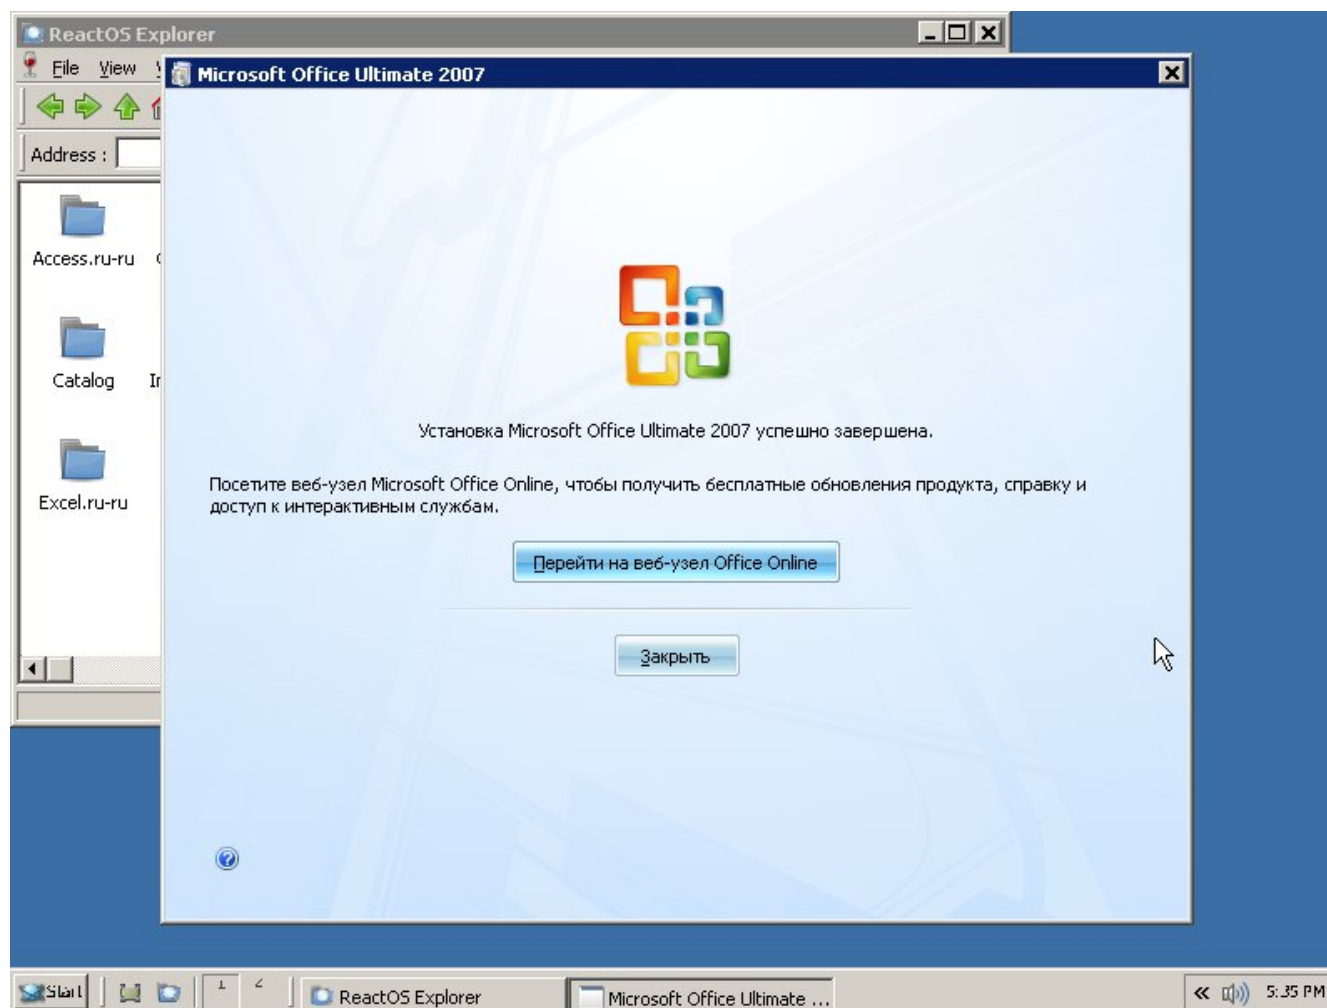 ReactOS Explorer
File View
Microsoft Office Ultimate 2007
Address :
Access.ru-ru
Catalog
Excel.ru-ru
Установка Microsoft Office Ultimate 2007 успешно завершена.
Посетите веб-узел Microsoft Office Online, чтобы получить бесплатные обновления продукта, справку и
доступ к интерактивным службам.
Перейти на веб-узел Office Online
Закрыть
Start 1 2 ReactOS Explorer Microsoft Office Ultimate ... 5:35 PM